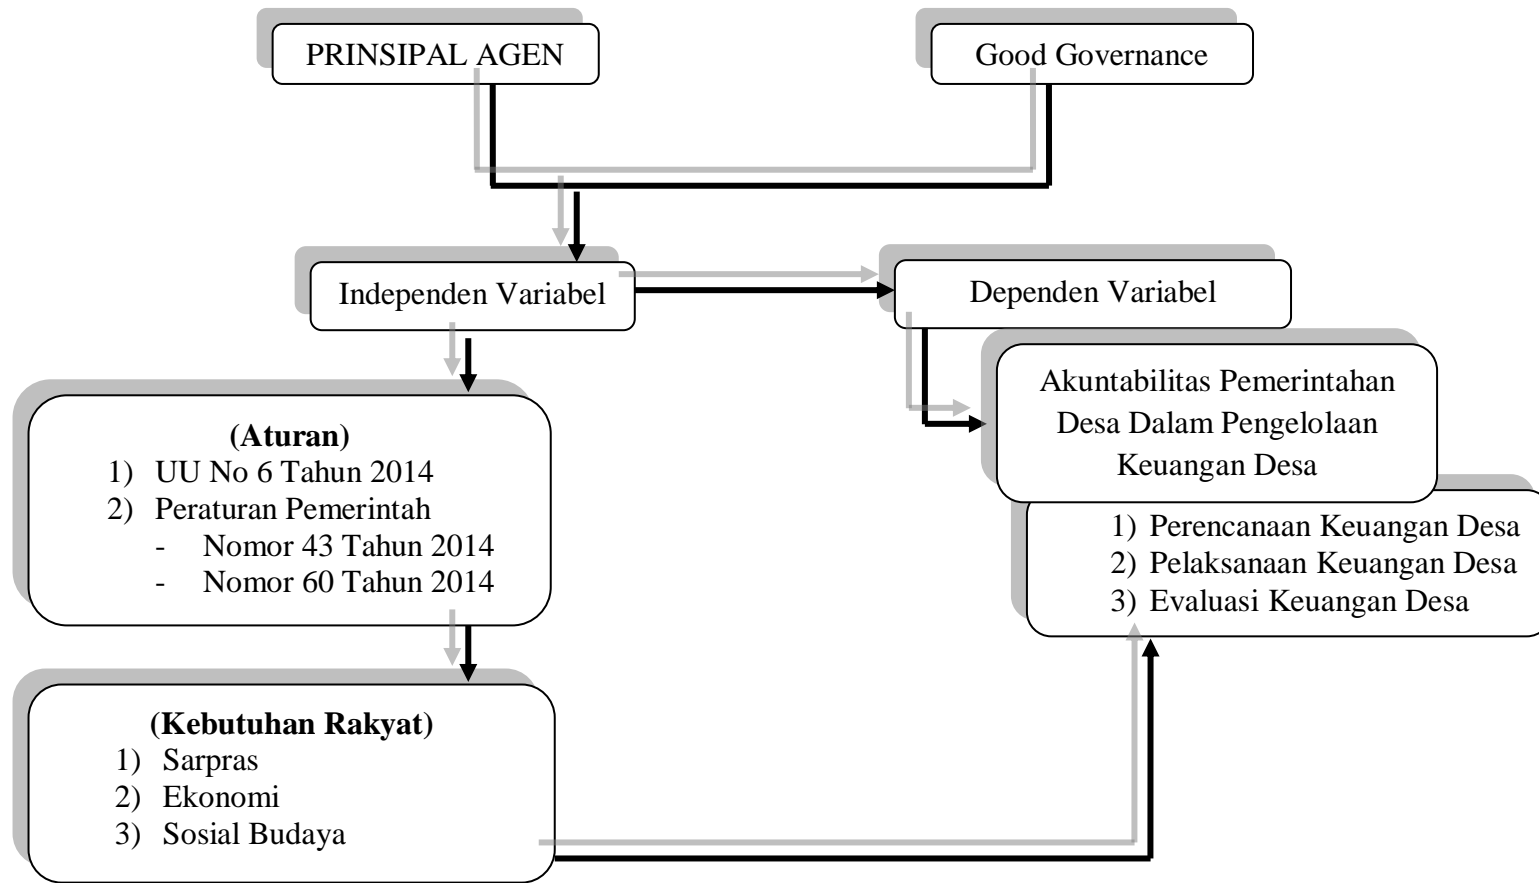 PRINSIPAL AGEN
Good Governance
Independen Variabel
Dependen Variabel
Akuntabilitas Pemerintahan
Desa Dalam Pengelolaan
Keuangan Desa
1) Perencanaan Keuangan Desa
2) Pelaksanaan Keuangan Desa
3) Evaluasi Keuangan Desa
(Aturan)
1) UU No 6 Tahun 2014
2) Peraturan Pemerintah
- Nomor 43 Tahun 2014
- Nomor 60 Tahun 2014
(Kebutuhan Rakyat)
1) Sarpras
2) Ekonomi
3) Sosial Budaya